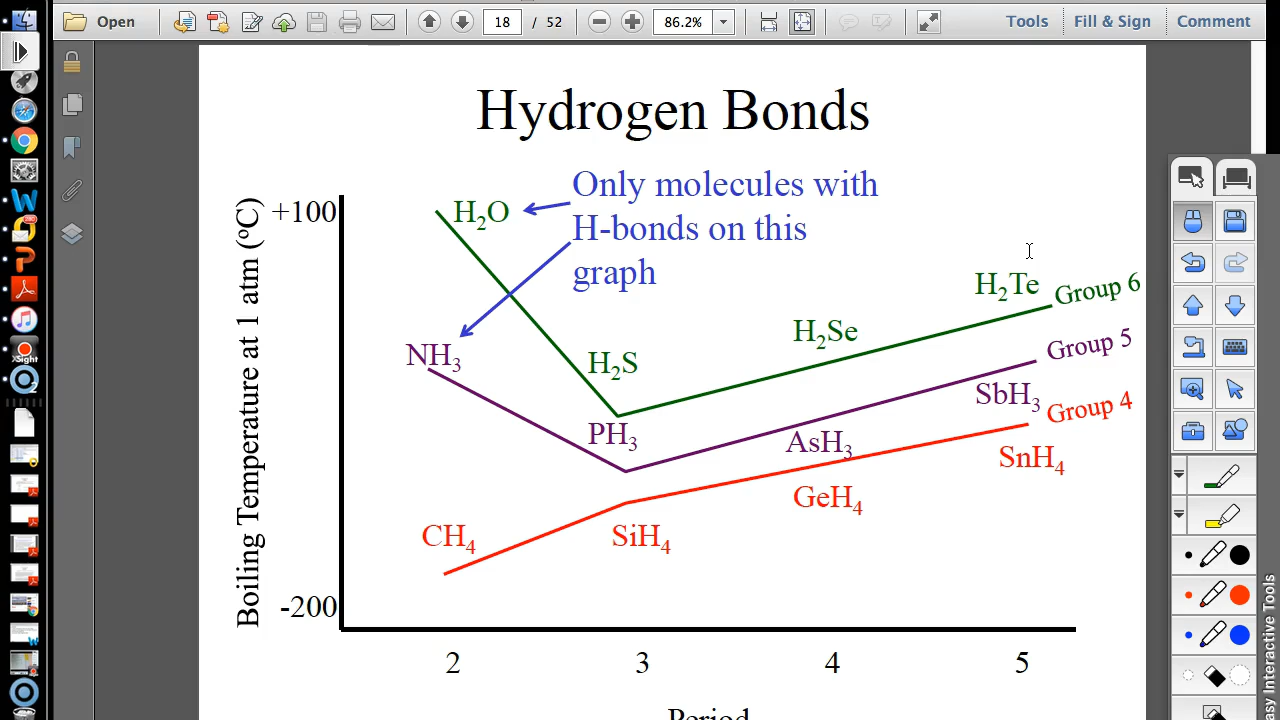 Open
18 / 52
86.2%
Tools
Fill & Sign
Comment
Hydrogen Bonds
Only molecules with
H-bonds on this
graph
Boiling Temperature at 1 atm (ºC)
+100
-200
H₂O
H₂S
H₂Se
H₂Te
Group 6
NH₃
PH₃
AsH₃
SbH₃
Group 5
CH₄
SiH₄
GeH₄
SnH₄
Group 4
2 3 4 5
Period
Sight
2
easy Interactive Tools